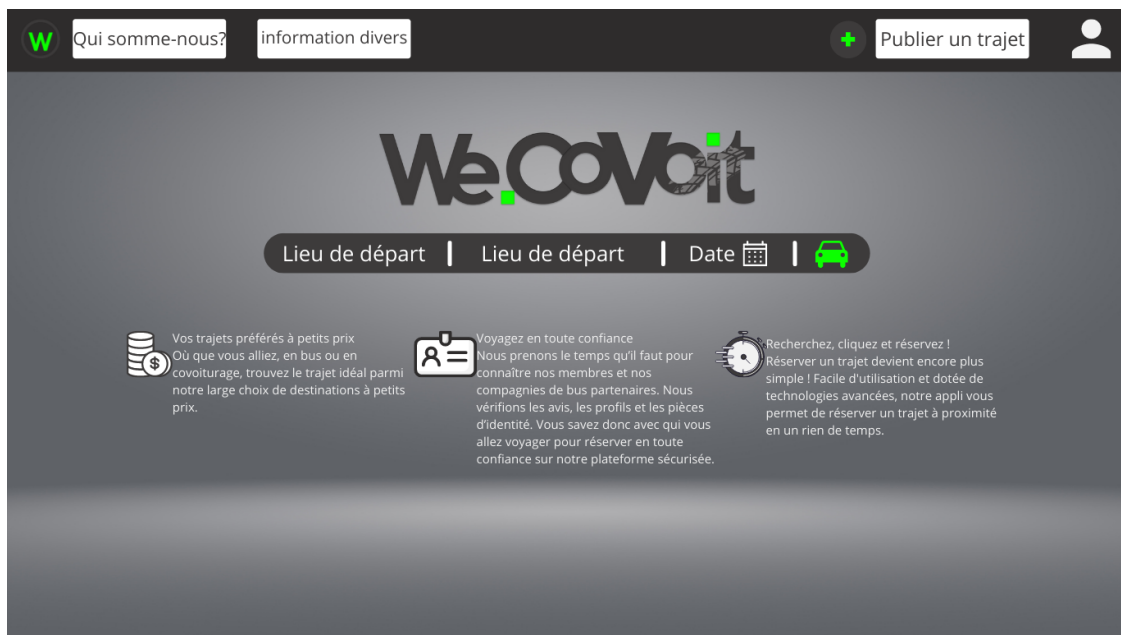 W
Qui somme-nous?
information divers
Publier un trajet
We.CoVoit
Lieu de départ
Lieu de départ
Date
Vos trajets préférés à petits prix
Où que vous alliez, en bus ou en
covoiturage, trouvez le trajet idéal parmi
notre large choix de destinations à petits
prix.
Voyagez en toute confiance
Nous prenons le temps qu'il faut pour
connaître nos membres et nos
compagnies de bus partenaires. Nous
vérifions les avis, les profils et les pièces
d'identité. Vous savez donc avec qui vous
allez voyager pour réserver en toute
confiance sur notre plateforme sécurisée.
Recherchez, cliquez et réservez !
Réserver un trajet devient encore plus
simple ! Facile d'utilisation et dotée de
technologies avancées, notre appli vous
permet de réserver un trajet à proximité
en un rien de temps.